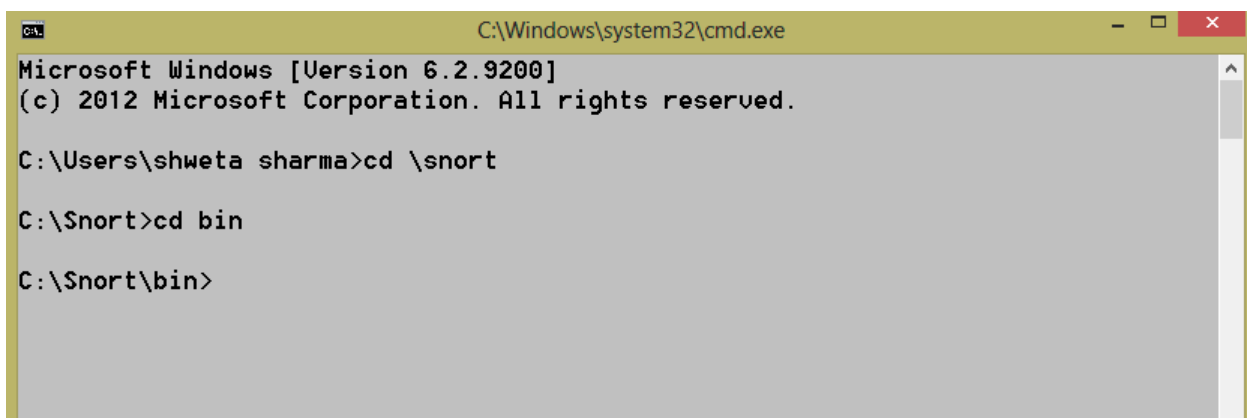 C:\Windows\system32\cmd.exe
Microsoft Windows [Version 6.2.9200]
(c) 2012 Microsoft Corporation. All rights reserved.
C:\Users\shweta sharma>cd \snort
C:\Snort>cd bin
C:\Snort\bin>